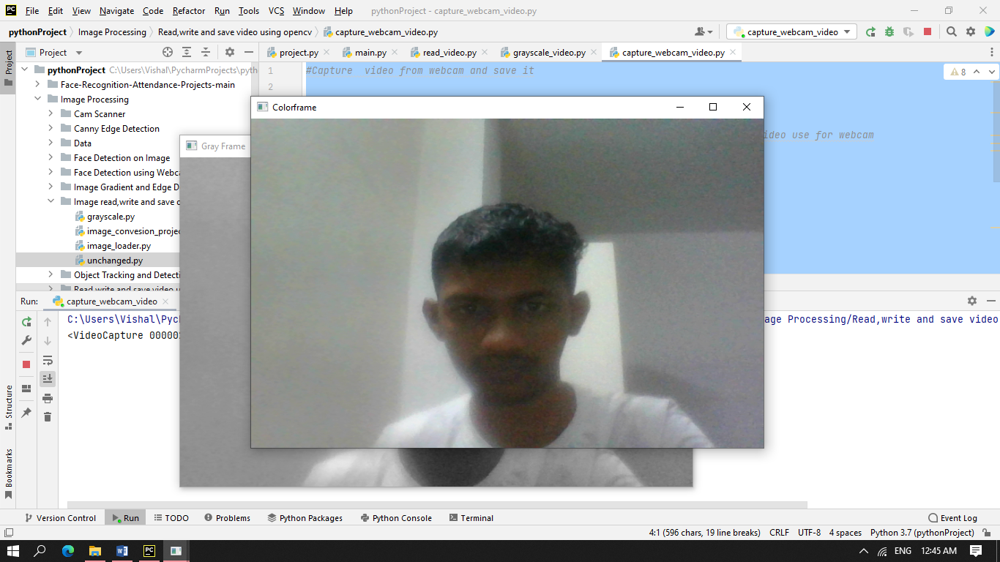 File Edit View Navigate Code Refactor Run Tools VCS Window Help pythonProject - capture_webcam_video.py
pythonProject Image Processing Read,write and save video using opencv capture_webcam_video.py capture_webcam_video
Project Project project.py main.py read_video.py grayscale_video.py capture_webcam_video.py
pythonProject C:\Users\Vishal\PycharmProjects\pyth
1 #Capture video from webcam and save it 8
Face-Recognition-Attendance-Projects-main
2
Image Processing
Colorframe
Cam Scanner
Canny Edge Detection
ideo use for webcam
Data
Gray Frame
Face Detection on Image
Face Detection using Webca
Image Gradient and Edge D
Image read,write and save o
grayscale.py
image_convesion_projec
image_loader.py
unchanged.py
Object Tracking and Detecti
Read,write and save video u
Run: capture_webcam_video
C:\Users\Vishal\Pych age Processing/Read,write and save video
<VideoCapture 00000
Structure
Bookmarks
Version Control Run TODO Problems Python Packages Python Console Terminal Event Log
4:1 (596 chars, 19 line breaks) CRLF UTF-8 4 spaces Python 3.7 (pythonProject)
ENG 12:45 AM